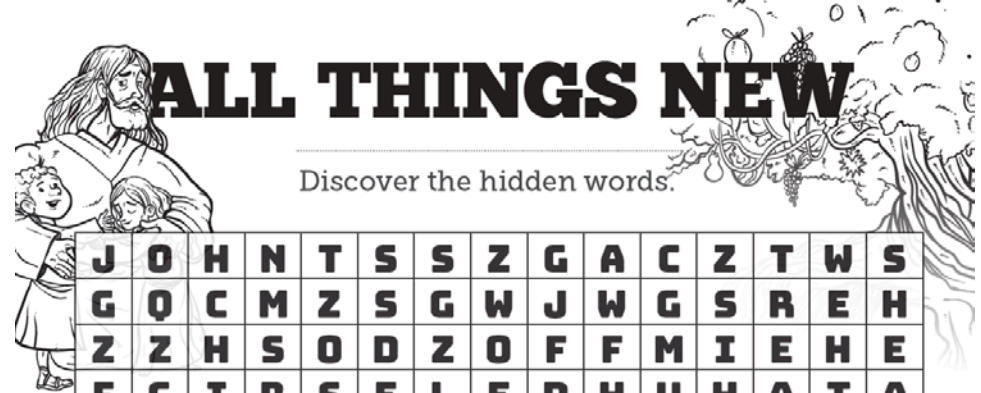 ALL THINGS NEW
Discover the hidden words.
J O H N T S S Z G A C Z T W S
G Q C M Z S G W J W G S R E H
Z Z H S O D Z O F F M I E H E